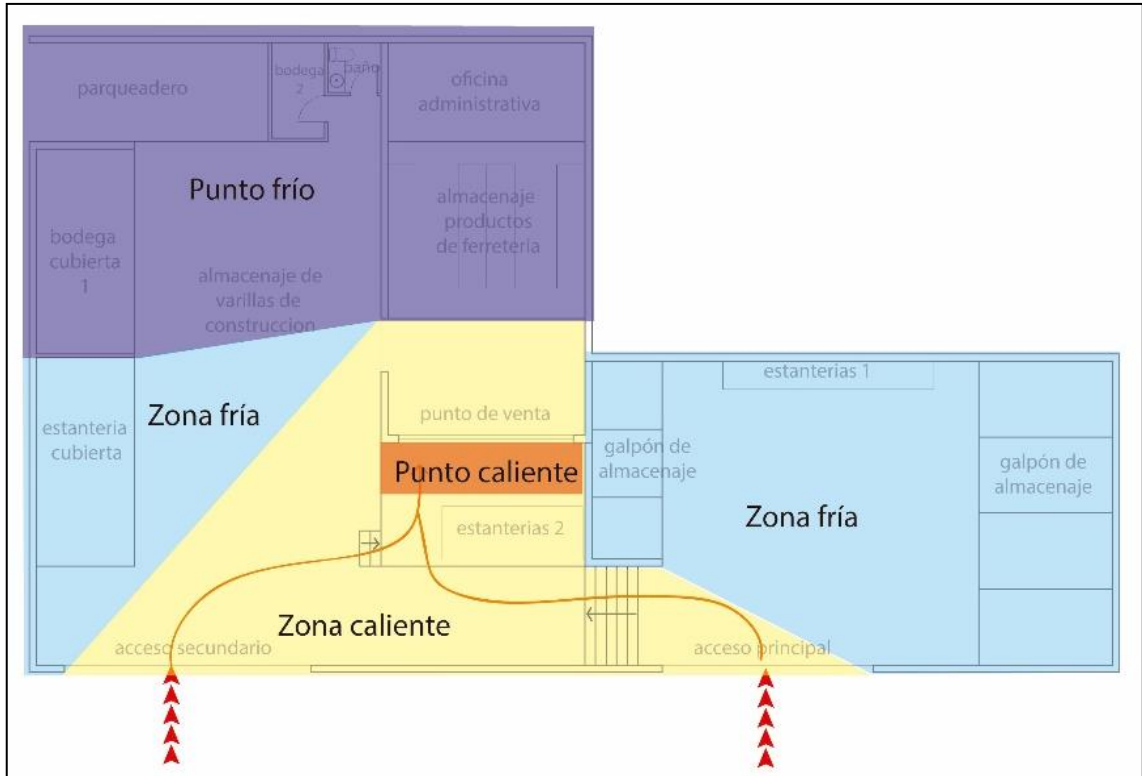 parqueadero
bodega
2
baño
oficina
administrativa
Punto frío
bodega
cubierta
1
almacenaje de
varillas de
construccion
almacenaje
productos
de ferreteria
Zona fría
estanteria
cubierta
punto de venta
Punto caliente
estanterias 2
estanterias 1
galpón de
almacenaje
Zona fría
galpón de
almacenaje
Zona caliente
acceso secundario
acceso principal